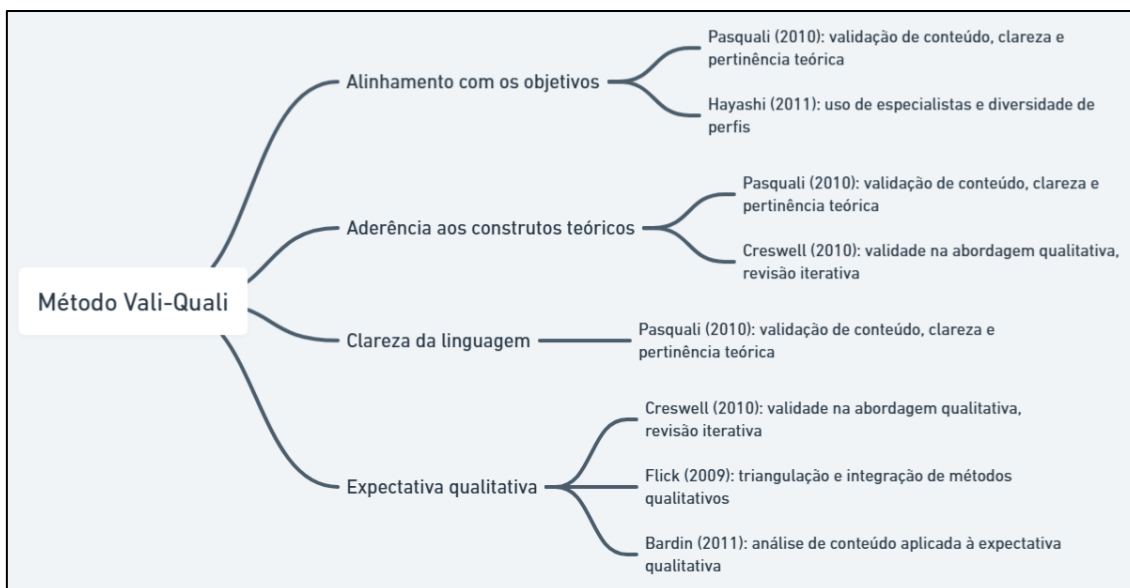 Método Vali-Quali
Alinhamento com os objetivos
Pasquali (2010): validação de conteúdo, clareza e
pertinência teórica
Hayashi (2011): uso de especialistas e diversidade de
perfis
Aderência aos construtos teóricos
Pasquali (2010): validação de conteúdo, clareza e
pertinência teórica
Creswell (2010): validade na abordagem qualitativa,
revisão iterativa
Clareza da linguagem
Pasquali (2010): validação de conteúdo, clareza e
pertinência teórica
Expectativa qualitativa
Creswell (2010): validade na abordagem qualitativa,
revisão iterativa
Flick (2009): triangulação e integração de métodos
qualitativos
Bardin (2011): análise de conteúdo aplicada à expectativa
qualitativa